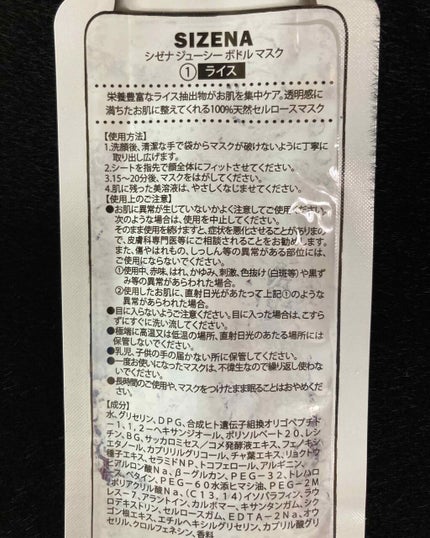 SIZENA
シゼナ ジューシー ボドル マスク
① ライス
栄養豊富なライス抽出物がお肌を集中ケア。透明感に
満ちたお肌に整えてくれる100%天然セルロースマスク
【使用方法】
1.洗顔後、清潔な手で袋からマスクが破けないように丁寧に
取り出し広げます。
2.シートを指先で顔全体にフィットさせてください。
3.15〜20分後、マスクをはがしてください。
4.肌に残った美容液は、やさしくなじませてください。
【使用上のご注意】
●お肌に異常が生じていないかよく注意してご使用ください。
次のような場合は、使用を中止してください。
そのまま使用を続けますと、症状を悪化させることがありますの
で、皮膚科専門医等にご相談されることをお勧めします。
また、傷やはれもの、しっしん等の異常がある部位には、
ご使用にならないでください。
①使用中、赤味、はれ、かゆみ、刺激、色抜け(白斑等)や黒ず
み等の異常があらわれた場合。
②使用したお肌に、直射日光があたって上記①のような
異常があらわれた場合。
●目に入らないようご注意ください。目に入った場合は、こすら
ずにすぐに洗い流してください。
●極端に高温又は低温の場所、直射日光のあたる場所には
保管しないでください。
●乳児、子供の手の届かない所に保管してください。
●一度お使いになったマスクは、不衛生なので繰り返し使わな
いでください。
●長時間のご使用や、マスクをつけたまま眠ることはおやめくだ
さい。
【成分】
水、グリセリン、DPG、合成ヒト遺伝子組換オリゴペプチド
-1、1,2-ヘキサンジオール、ポリソルベート20、レ
シチン、BG、サッカロミセス/コメ発酵液エキス、フェノキシ
エタノール、カプリリルグリコール、チャ葉エキス、リョクトウ
種子エキス、セラミドNP、トコフェロール、アルギニン、
ヒアルロン酸Na、β-グルカン、PEG-32、トレハロ
ース、ベタイン、PEG-60水添ヒマシ油、PEG-2M
、ポリアクリル酸Na、(C13,14)イソパラフィン、ラウ
レス-7、アラントイン、カルボマー、キサンタンガム、シク
ロデキストリン、セルロースガム、EDTA-2Na、オウ
ゴン根エキス、エチルヘキシルグリセリン、カプリル酸グリ
セリル、クロルフェネシン、香料